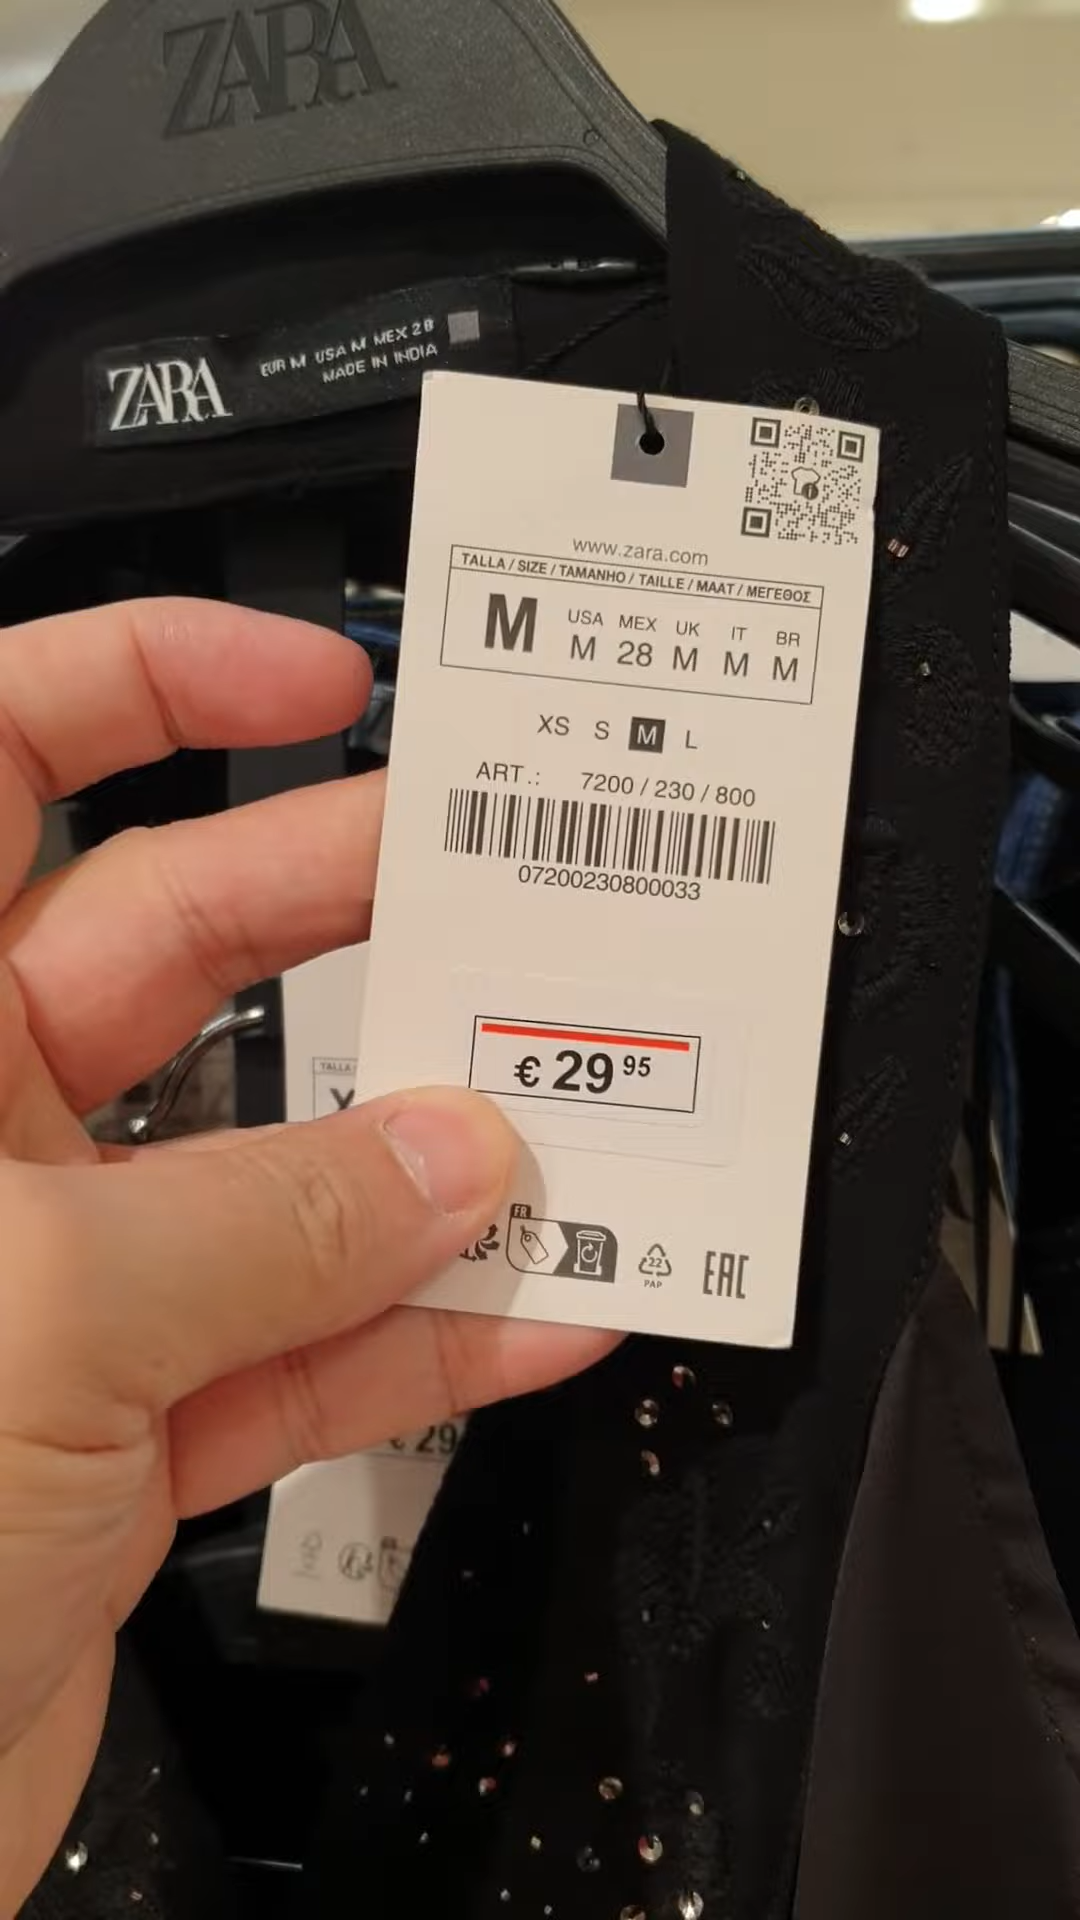 ZARA
ZARA
EUR M USA M MEX 28
MADE IN INDIA
www.zara.com
TALLA / SIZE / TAMANHO / TAILLE / MAAT / ΜΕΓΕΘΟΣ
M
USA MEX UK IT BR
M 28 M M M
XS S M L
ART.: 7200 / 230 / 800
07200230800033
€ 29 95
FR
22
PAP
EAC
TALLA /
€ 29